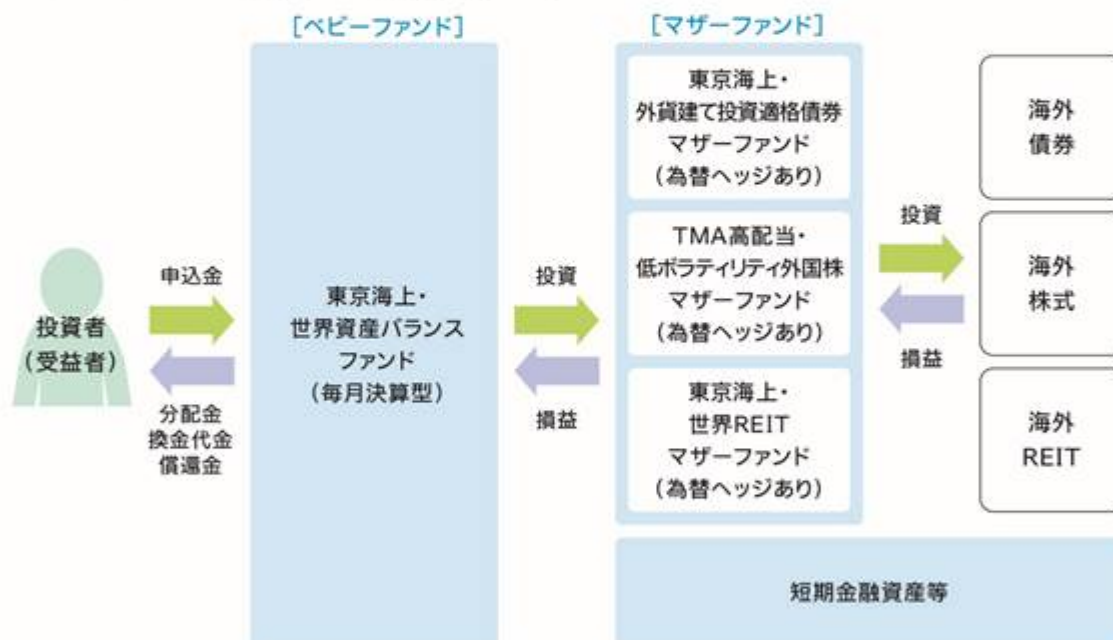 [ベビーファンド]
[マザーファンド]
投資者
(受益者)
申込金
分配金
換金代金
償還金
東京海上・
世界資産バランス
ファンド
(毎月決算型)
投資
損益
東京海上・
外貨建て投資適格債券
マザーファンド
(為替ヘッジあり)
TMA高配当・
低ボラティリティ外国株
マザーファンド
(為替ヘッジあり)
東京海上・
世界REIT
マザーファンド
(為替ヘッジあり)
投資
損益
海外
債券
海外
株式
海外
REIT
短期金融資産等